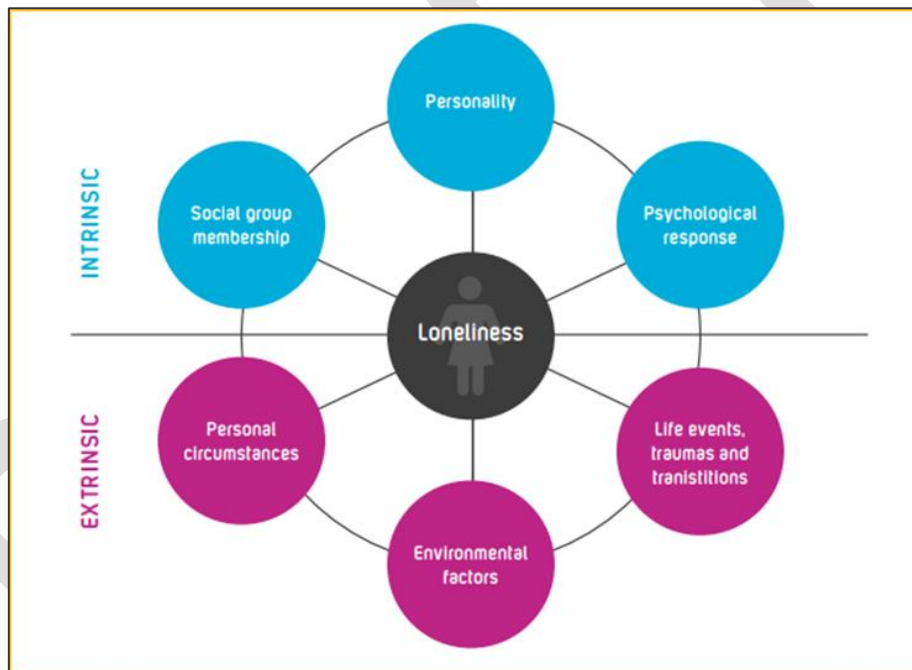 Personality
INTRINSIC
Social group
membership
Psychological
response
Loneliness
EXTRINSIC
Personal
circumstances
Life events,
traumas and
tranistitions
Environmental
factors